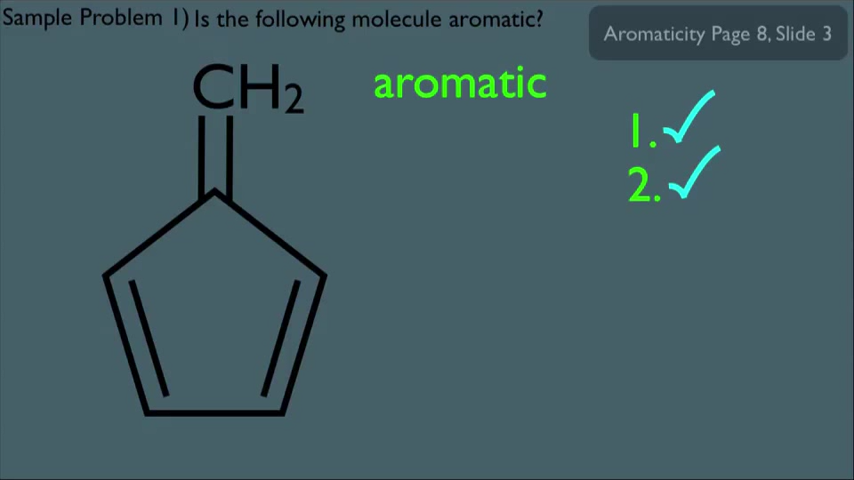 Sample Problem 1) Is the following molecule aromatic?
Aromaticity Page 8, Slide 3
CH2
aromatic
1.
2.